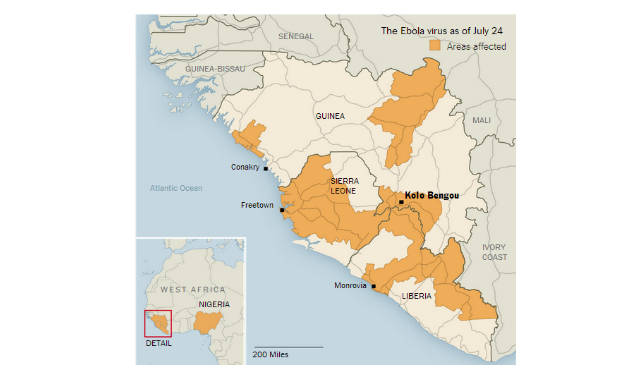 The Ebola virus as of July 24
Areas affected
SENEGAL
GUINEA-BISSAU
GUINEA
MALI
Conakry
SIERRA
LEONE
Kolo Bengou
Atlantic Ocean
Freetown
IVORY
COAST
WEST AFRICA
NIGERIA
Monrovia
LIBERIA
DETAIL
200 Miles